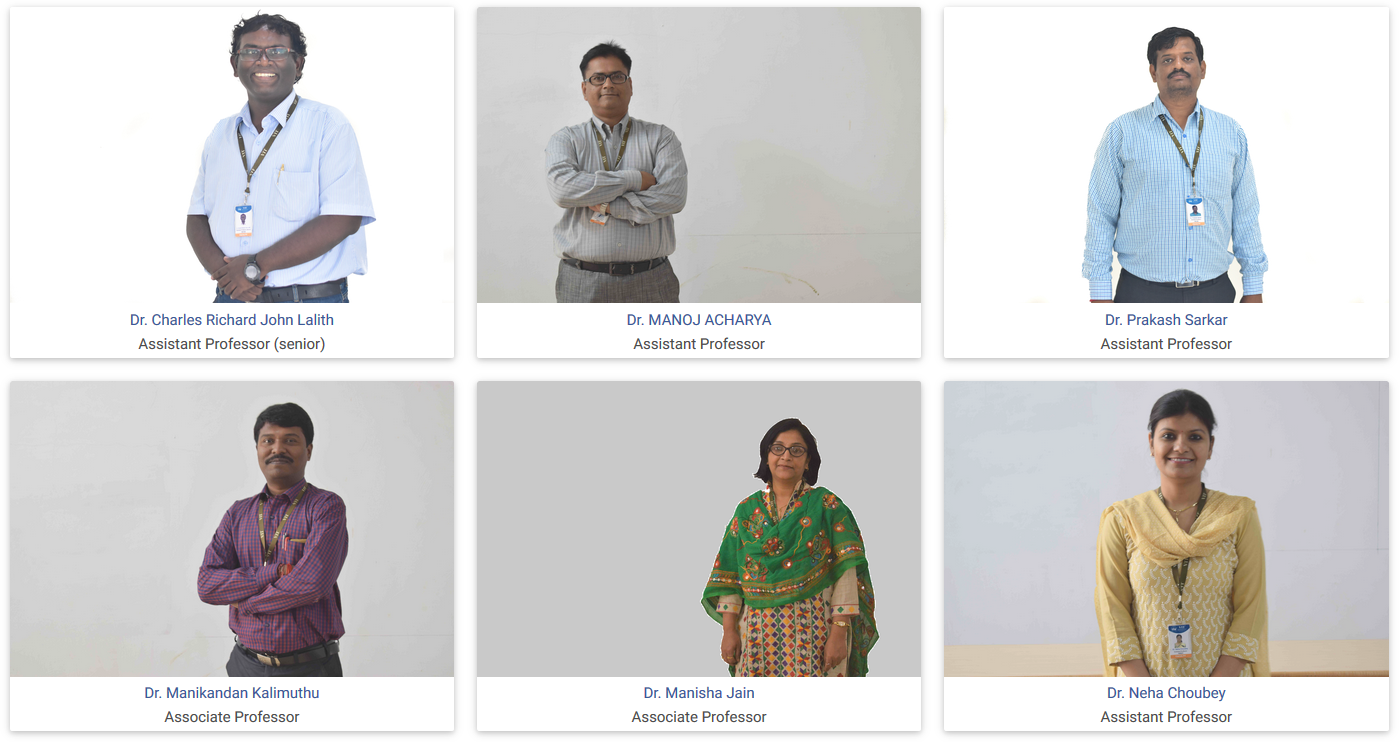 Dr. Charles Richard John Lalith
Assistant Professor (senior)
Dr. MANOJ ACHARYA
Assistant Professor
Dr. Prakash Sarkar
Assistant Professor
Dr. Manikandan Kalimuthu
Associate Professor
Dr. Manisha Jain
Associate Professor
Dr. Neha Choubey
Assistant Professor